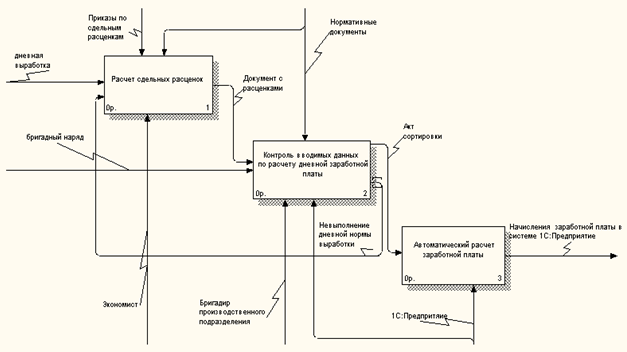 Приказы по
сдельным
расценкам
Нормативные
документы
дневная
выработка
Расчет сдельных расценок
0р.
1
Документ с
расценками
Акт
сортировки
бригадный наряд
Контроль вводимых данных
по расчету дневной заработной
платы
0р.
2
Невыполнение
дневной нормы
выработки
Начисления заработной платы в
системе 1С:Предприятие
Автоматический расчет
заработной платы
0р.
3
Экономист
Бригадир
производственного
подразделения
1С:Предприятие